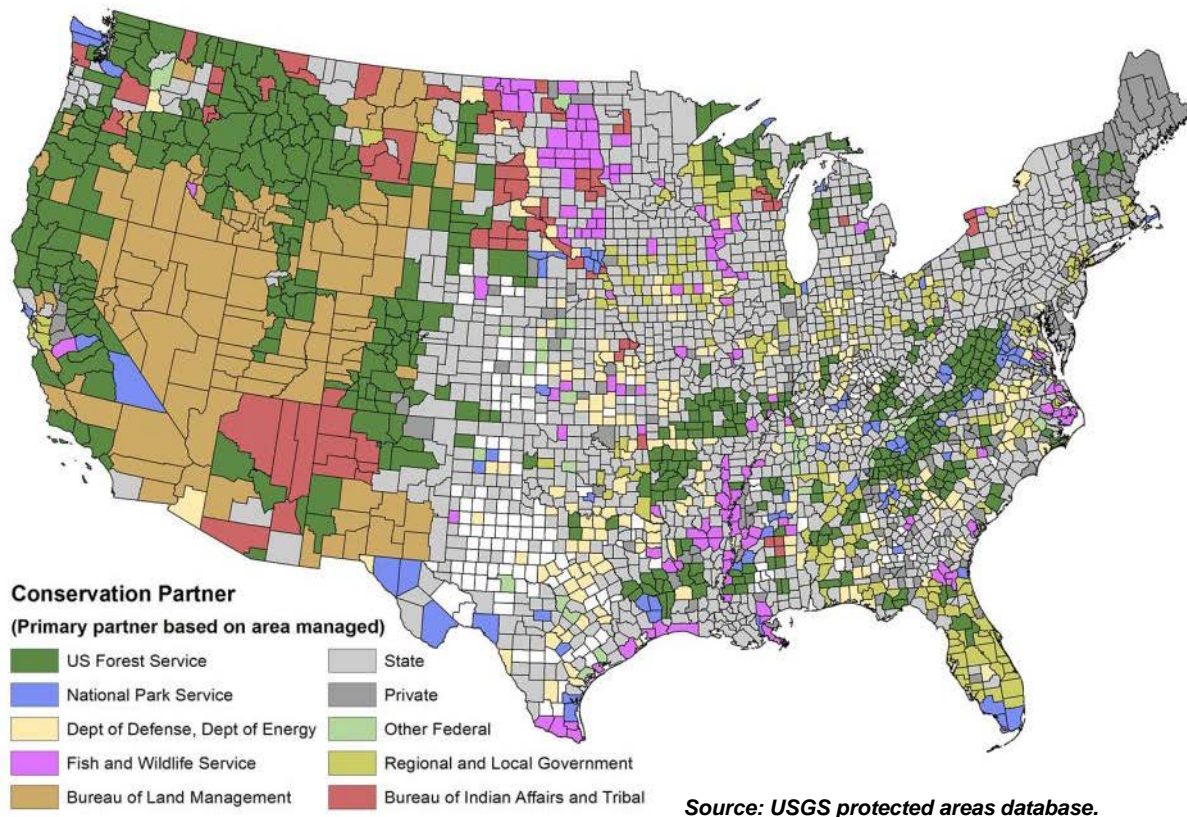 Conservation Partner
(Primary partner based on area managed)
US Forest Service
National Park Service
Dept of Defense, Dept of Energy
Fish and Wildlife Service
Bureau of Land Management
State
Private
Other Federal
Regional and Local Government
Bureau of Indian Affairs and Tribal
Source: USGS protected areas database.